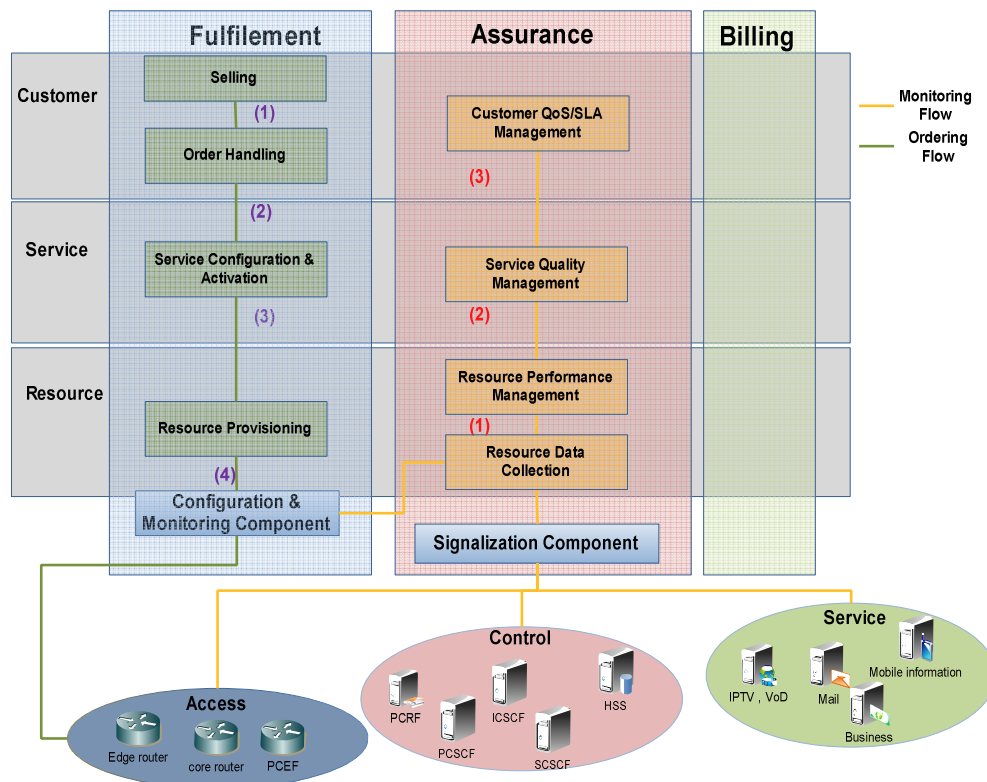 Fulfilement
Assurance
Billing
Customer
Selling
(1)
Order Handling
Customer QoS/SLA
Management
(3)
Monitoring
Flow
Ordering
Flow
(2)
Service
Service Configuration &
Activation
(3)
Service Quality
Management
(2)
Resource
Resource Performance
Management
(1)
Resource Provisioning
Resource Data
Collection
(4)
Configuration &
Monitoring Component
Signalization Component
Access
Edge router
core router
PCEF
Control
PCRF
ICSCF
HSS
PCSCF
SCSCF
Service
IPTV , VoD
Mail
Mobile information
Business